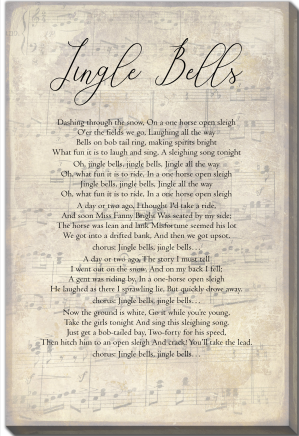 Jingle Bells
Dashing through the snow, On a one horse open sleigh
O'er the fields we go, Laughing all the way
Bells on bob tail ring, making spirits bright
What fun it is to laugh and sing, A sleighing song tonight
Oh, jingle bells, jingle bells, Jingle all the way
Oh, what fun it is to ride, In a one horse open sleigh
Jingle bells, jingle bells, Jingle all the way
Oh, what fun it is to ride, In a one horse open sleigh
A day or two ago, I thought I'd take a ride,
And soon Miss Fanny Bright Was seated by my side;
The horse was lean and lank Misfortune seemed his lot
We got into a drifted bank, And then we got upsot,
chorus: Jingle bells, jingle bells...
A day or two ago, The story I must tell
I went out on the snow, And on my back I fell;
A gent was riding by, In a one-horse open sleigh
He laughed as there I sprawling lie, But quickly drove away.
chorus: Jingle bells, jingle bells...
Now the ground is white, Go it while you're young,
Take the girls tonight And sing this sleighing song.
Just get a bob-tailed bay, Two-forty for his speed,
Then hitch him to an open sleigh And crack! You'll take the lead.
chorus: Jingle bells, jingle bells...